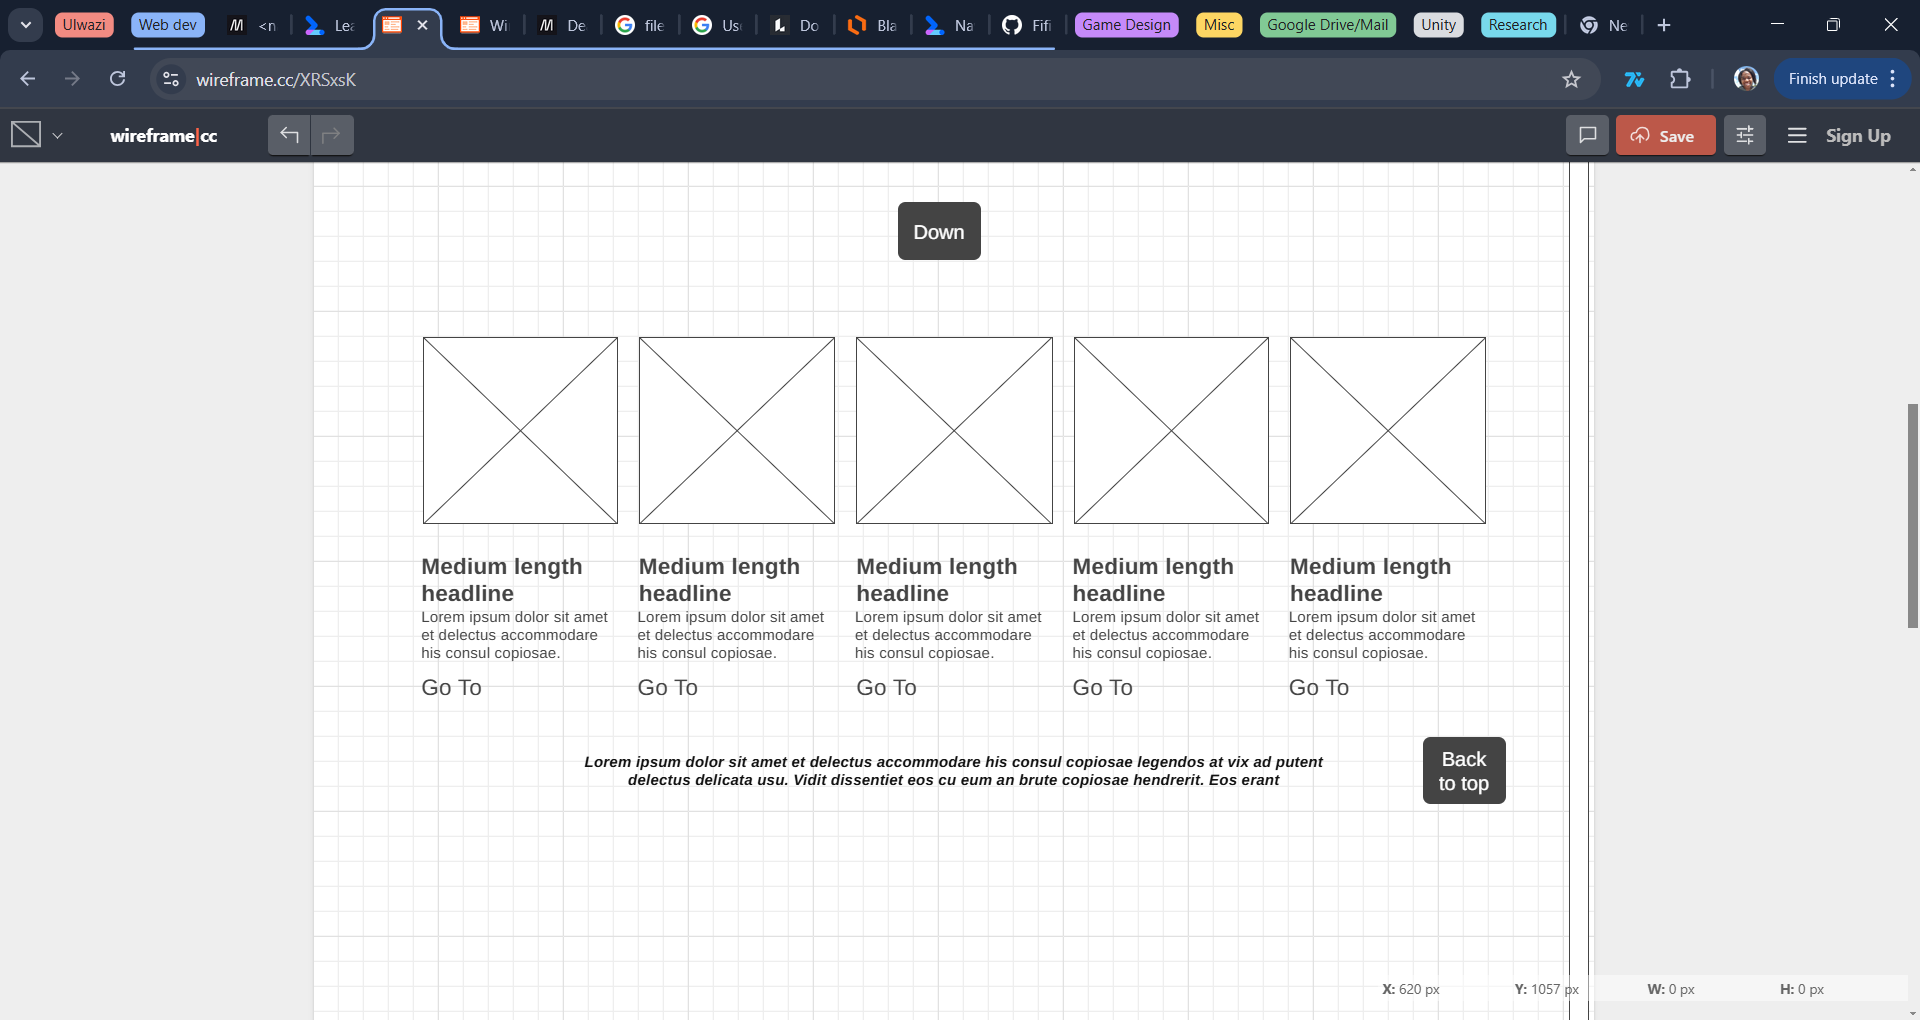 Ulwazi Web dev <n Lea Wi De file Us Do Bla Na Fifi Game Design Misc Google Drive/Mail Unity Research Ne
wireframe.cc/XRSxsK Finish update
wireframe|cc Save Sign Up
Down
Medium length headline
Lorem ipsum dolor sit amet
et delectus accommodare
his consul copiosae.
Go To
Medium length headline
Lorem ipsum dolor sit amet
et delectus accommodare
his consul copiosae.
Go To
Medium length headline
Lorem ipsum dolor sit amet
et delectus accommodare
his consul copiosae.
Go To
Medium length headline
Lorem ipsum dolor sit amet
et delectus accommodare
his consul copiosae.
Go To
Medium length headline
Lorem ipsum dolor sit amet
et delectus accommodare
his consul copiosae.
Go To
Lorem ipsum dolor sit amet et delectus accommodare his consul copiosae legendos at vix ad putent
delectus delicata usu. Vidit dissentiet eos cu eum an brute copiosae hendrerit. Eos erant
Back
to top
X: 620 px Y: 1057 px W: 0 px H: 0 px